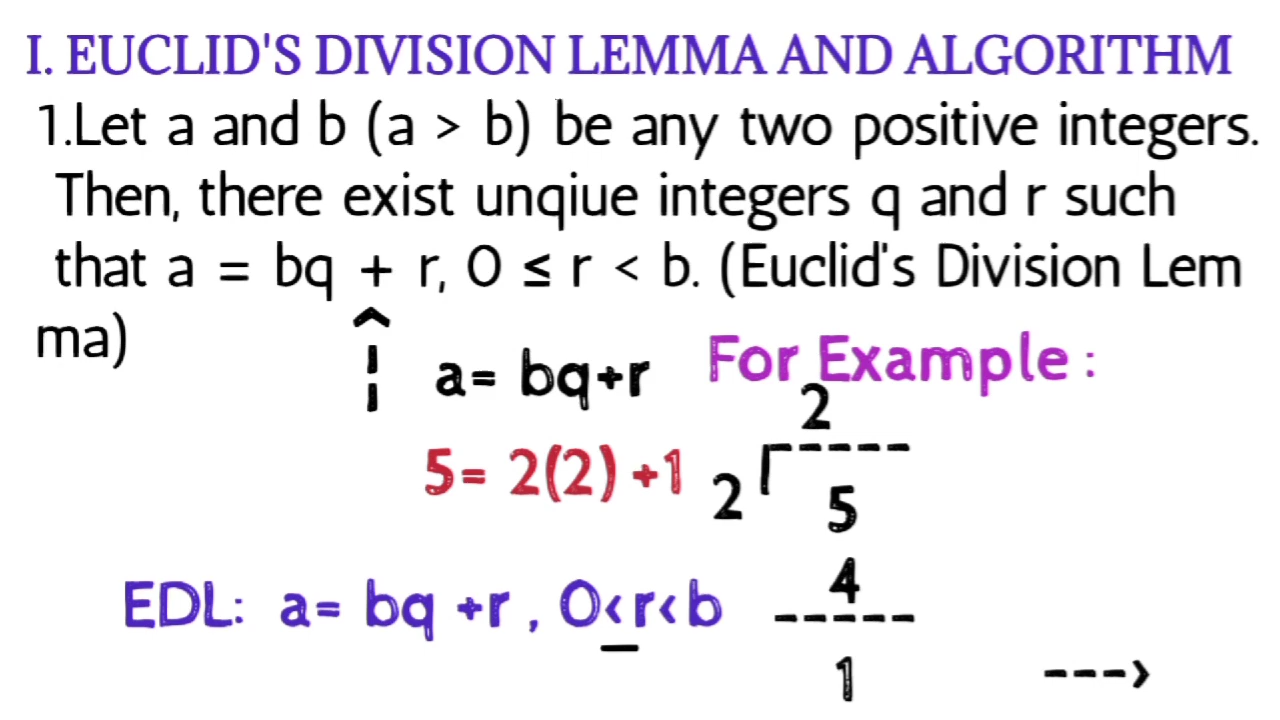 I. EUCLID'S DIVISION LEMMA AND ALGORITHM
1.Let a and b (a > b) be any two positive integers.
Then, there exist unqiue integers q and r such
that a = bq + r, 0 ≤ r < b. (Euclid's Division Lem
ma)
a= bq+r
For Example :
2
5= 2(2) +1
2
5
4
EDL: a= bq +r , 0≤r<b
1